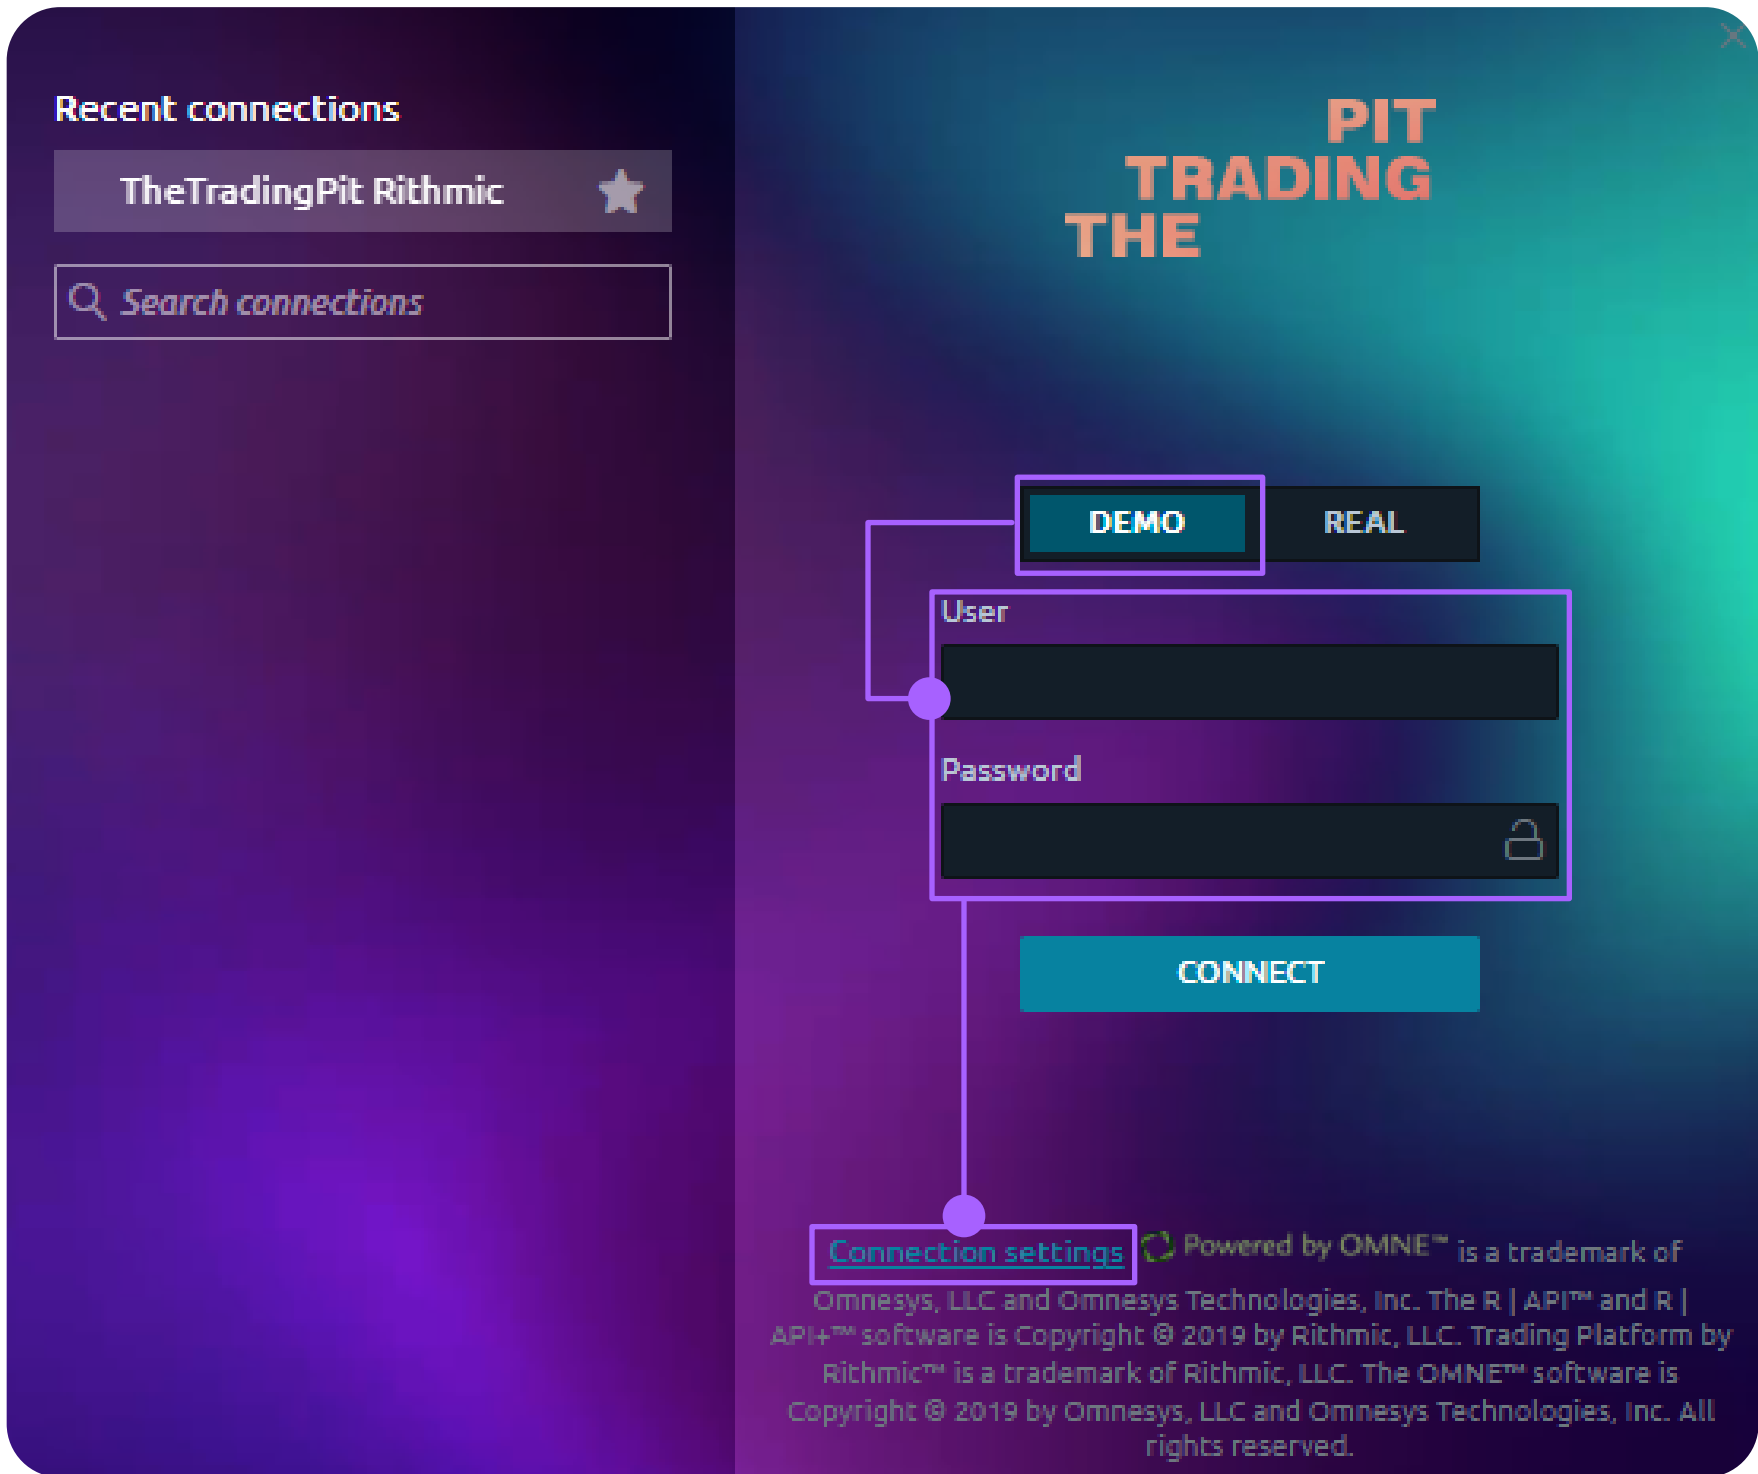 Recent connections
TheTradingPit Rithmic
Search connections
PIT
TRADING
THE
DEMO
REAL
User
Password
CONNECT
Connection settings Powered by OMNE™ is a trademark of
Omnesys, LLC and Omnesys Technologies, Inc. The R | API™ and R |
API+™ software is Copyright © 2019 by Rithmic, LLC. Trading Platform by
Rithmic™ is a trademark of Rithmic, LLC. The OMNE™ software is
Copyright © 2019 by Omnesys, LLC and Omnesys Technologies, Inc. All
rights reserved.